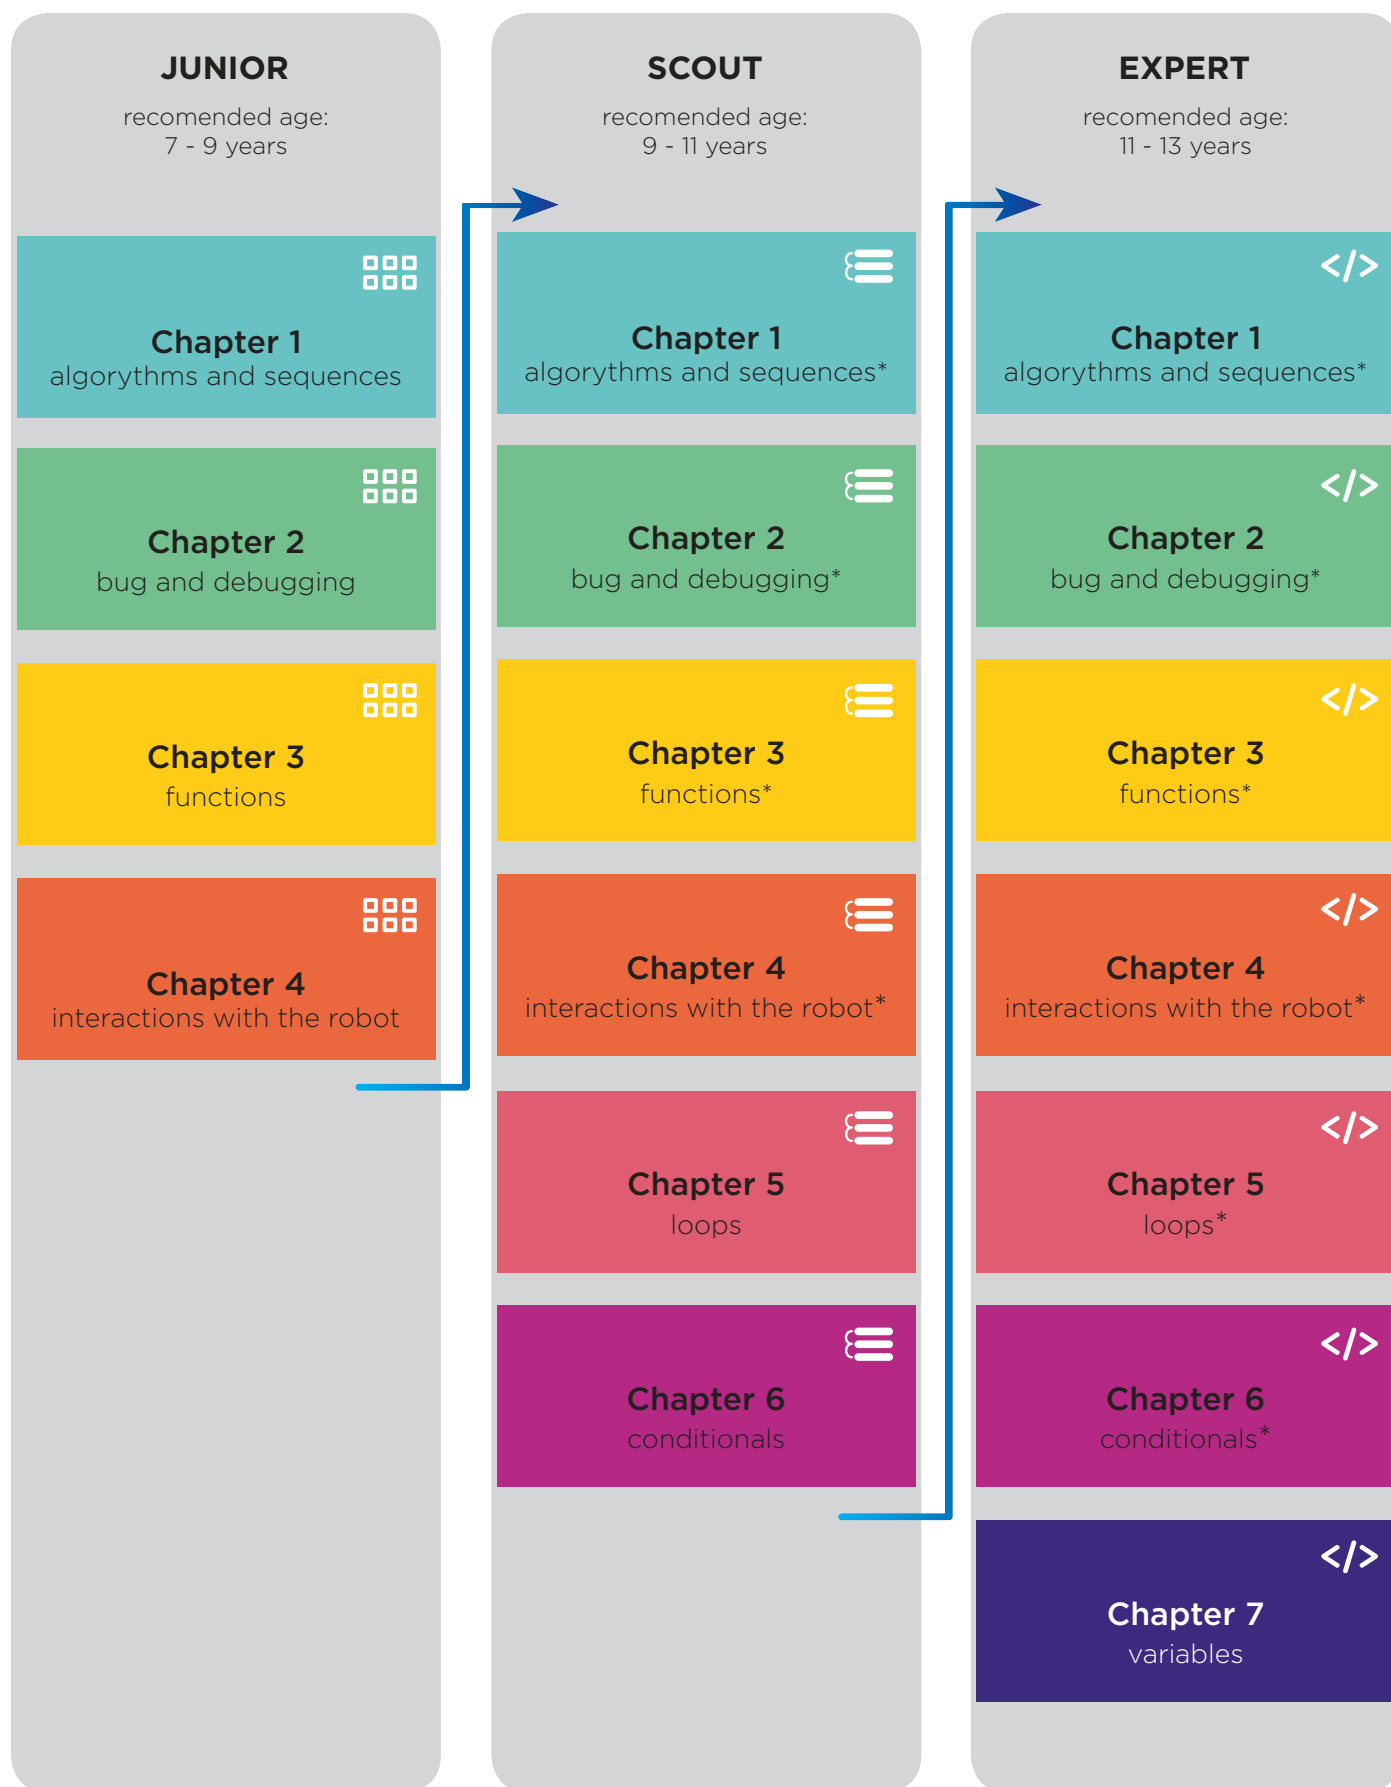 JUNIOR
recomended age:
7 - 9 years
Chapter 1
algorythms and sequences
Chapter 2
bug and debugging
Chapter 3
functions
Chapter 4
interactions with the robot
SCOUT
recomended age:
9 - 11 years
Chapter 1
algorythms and sequences*
Chapter 2
bug and debugging*
Chapter 3
functions*
Chapter 4
interactions with the robot*
Chapter 5
loops
Chapter 6
conditionals
EXPERT
recomended age:
11 - 13 years
</>
Chapter 1
algorythms and sequences*
</>
Chapter 2
bug and debugging*
</>
Chapter 3
functions*
</>
Chapter 4
interactions with the robot*
</>
Chapter 5
loops*
</>
Chapter 6
conditionals*
</>
Chapter 7
variables